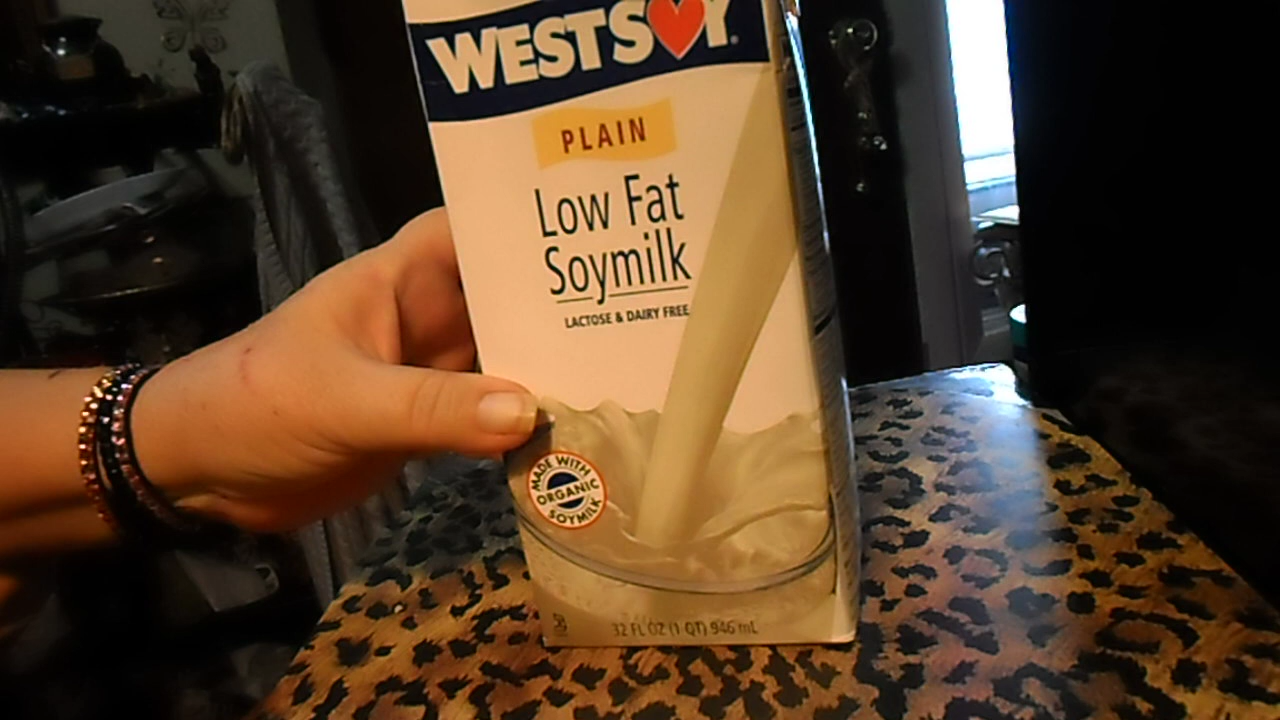 WESTSOY
PLAIN
Low Fat
Soymilk
LACTOSE & DAIRY FREE
MADE WITH
ORGANIC
SOYMILK
32 FL OZ (1 QT) 946 mL